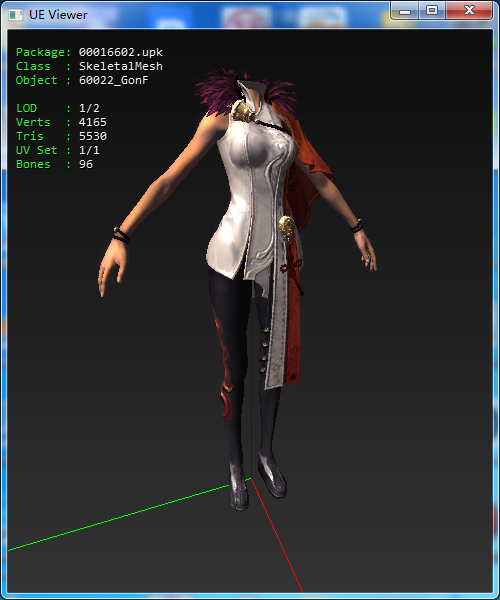 UE Viewer
Package: 00016602.upk
Class : SkeletalMesh
Object : 60022_GonF
LOD : 1/2
Verts : 4165
Tris : 5530
UV Set : 1/1
Bones : 96